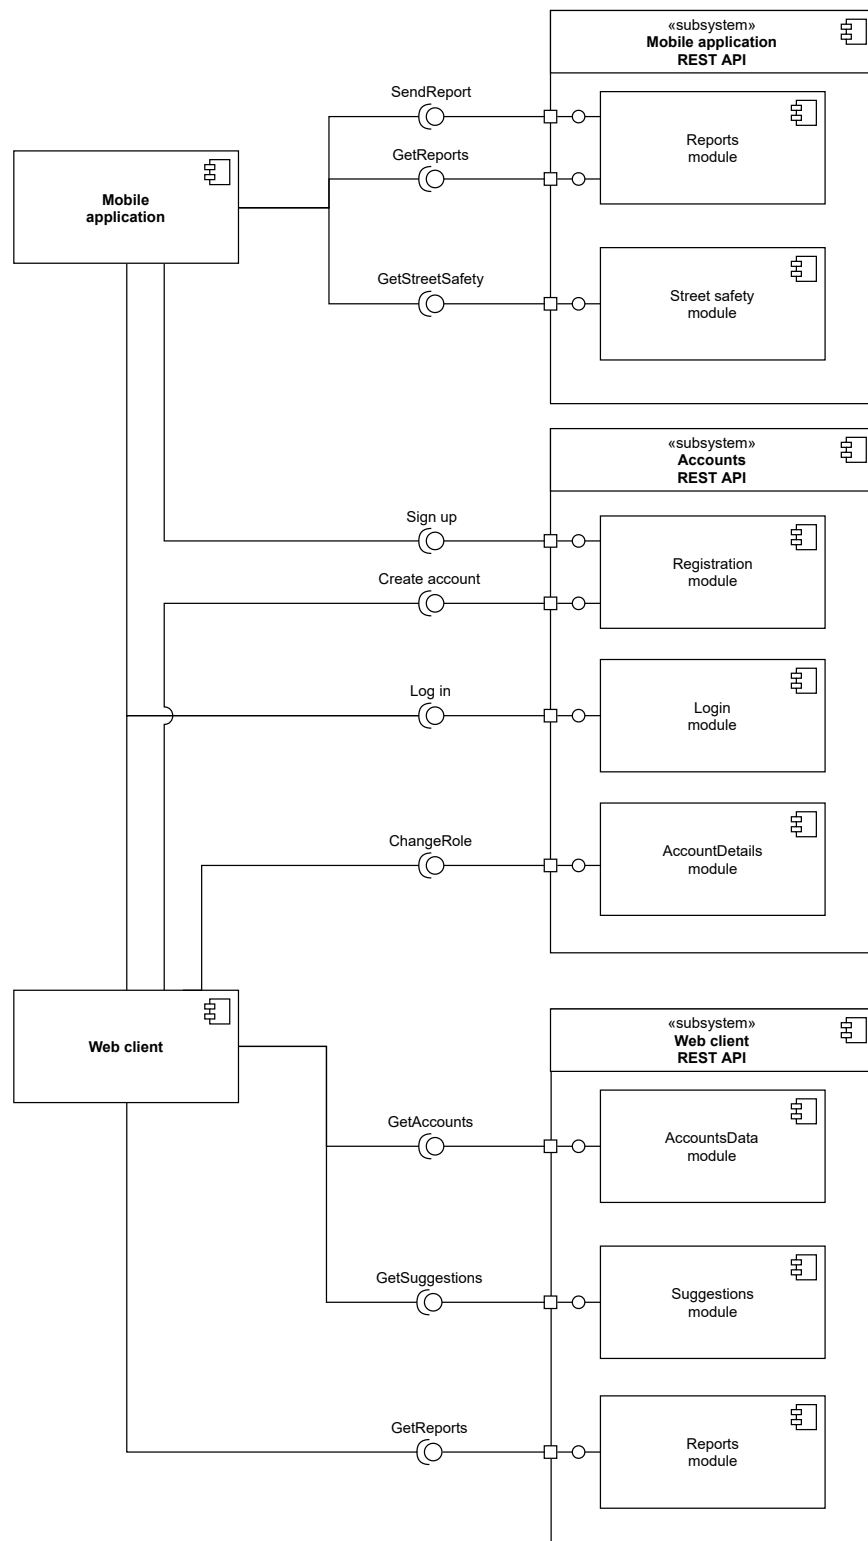 «subsystem»
Mobile application
REST API
SendReport
Reports
module
GetReports
Mobile
application
GetStreetSafety
Street safety
module
«subsystem»
Accounts
REST API
Sign up
Registration
module
Create account
Log in
Login
module
ChangeRole
AccountDetails
module
«subsystem»
Web client
REST API
Web client
GetAccounts
AccountsData
module
GetSuggestions
Suggestions
module
GetReports
Reports
module